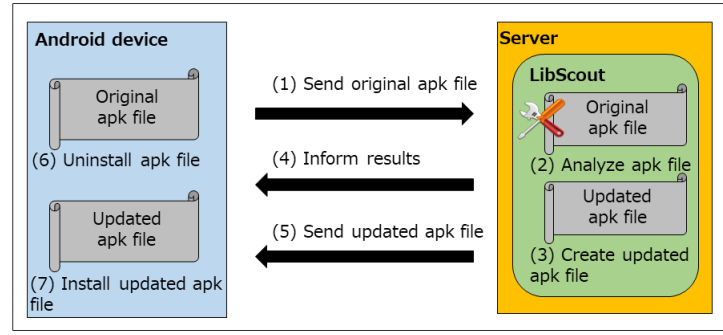 Android device
Original
apk file
(6) Uninstall apk file
Updated
apk file
(7) Install updated apk
file
(1) Send original apk file
(4) Inform results
(5) Send updated apk file
Server
LibScout
Original
apk file
(2) Analyze apk file
Updated
apk file
(3) Create updated
apk file